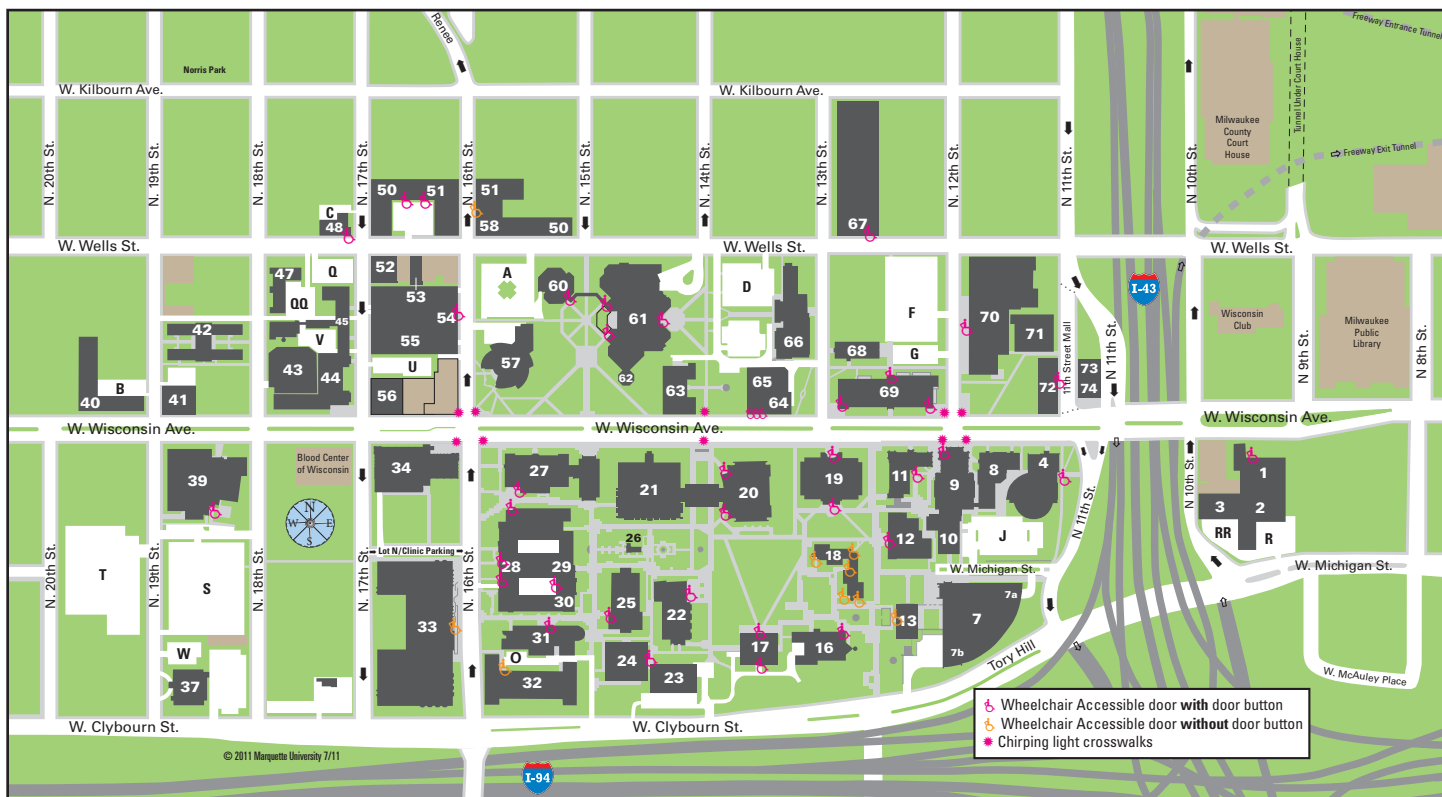 Renee
Freeway Entrance Tunnel
Norris Park
Tunnel Under Court House
W. Kilbourn Ave.
W. Kilbourn Ave.
Milwaukee
County
Court
House
Freeway Exit Tunnel
N. 20th St.
N. 19th St.
N. 18th St.
N. 17th St.
N. 16th St.
N. 15th St.
N. 14th St.
N. 13th St.
N. 12th St.
N. 11th St.
N. 10th St.
50
51
51
C
48
58
50
67
W. Wells St.
W. Wells St.
W. Wells St.
47
Q
52
A
60
D
I-43
QQ
53
61
F
70
45
54
71
Wisconsin
Club
Milwaukee
Public
Library
42
V
55
57
66
68
G
11th Street Mall
N 11th St.
N. 9th St.
N. 8th St.
B
43
44
U
62
63
65
72
73
40
41
56
64
69
74
W. Wisconsin Ave.
W. Wisconsin Ave.
W. Wisconsin Ave.
39
Blood Center
of Wisconsin
34
27
21
20
19
11
9
8
4
1
N
W
E
S
3
2
26
12
10
J
RR
R
N 11th St.
N 10th St.
Lot N/Clinic Parking
18
28
29
W. Michigan St.
W. Michigan St.
T
S
30
25
22
7a
N. 20th St.
N. 19th St.
N. 18th St.
N. 17th St.
N. 16th St.
33
31
13
7
W
O
24
17
16
7b
Tory Hill
37
32
23
W. McAuley Place
W. Clybourn St.
W. Clybourn St.
Wheelchair Accessible door with door button
Wheelchair Accessible door without door button
Chirping light crosswalks
© 2011 Marquette University 7/11
I-94